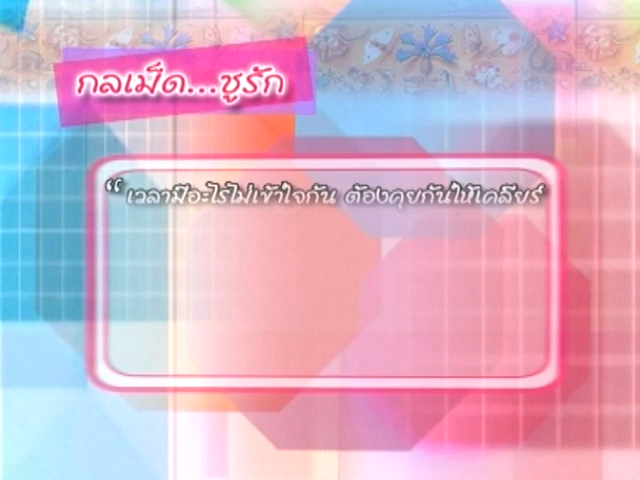 กลเม็ด...ชูรัก
“ เวลามีอะไรไม่เข้าใจกัน ต้องคุยกันให้เคลียร์